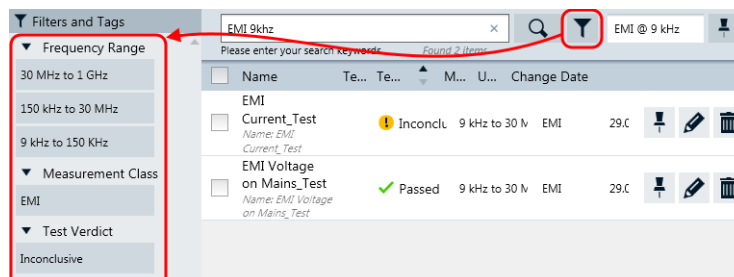 Filters and Tags
Frequency Range
30 MHz to 1 GHz
150 kHz to 30 MHz
9 kHz to 150 KHz
Measurement Class
EMI
Test Verdict
Inconclusive
EMI 9khz
EMI @ 9 kHz
Please enter your search keywords Found 2 items
Name Te... Te... M... U... Change Date
EMI
Current_Test
Name: EMI
Current_Test
Inconclu 9 kHz to 30 M EMI 29.0
EMI Voltage
on Mains_Test
Name: EMI Voltage
on Mains_Test
Passed 9 kHz to 30 M EMI 29.0